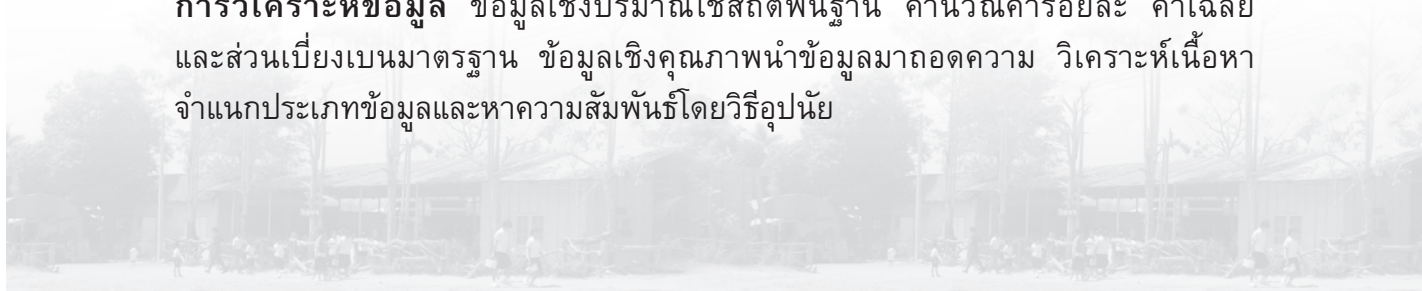 การวิเคราะห์ข้อมูล ข้อมูลเชิงปริมาณใช้สถิติพื้นฐาน คำนวณค่าร้อยละ ค่าเฉลี่ย
และส่วนเบี่ยงเบนมาตรฐาน ข้อมูลเชิงคุณภาพนำข้อมูลมาถอดความ วิเคราะห์เนื้อหา
จำแนกประเภทข้อมูลและหาความสัมพันธ์โดยวิธีอุปนัย